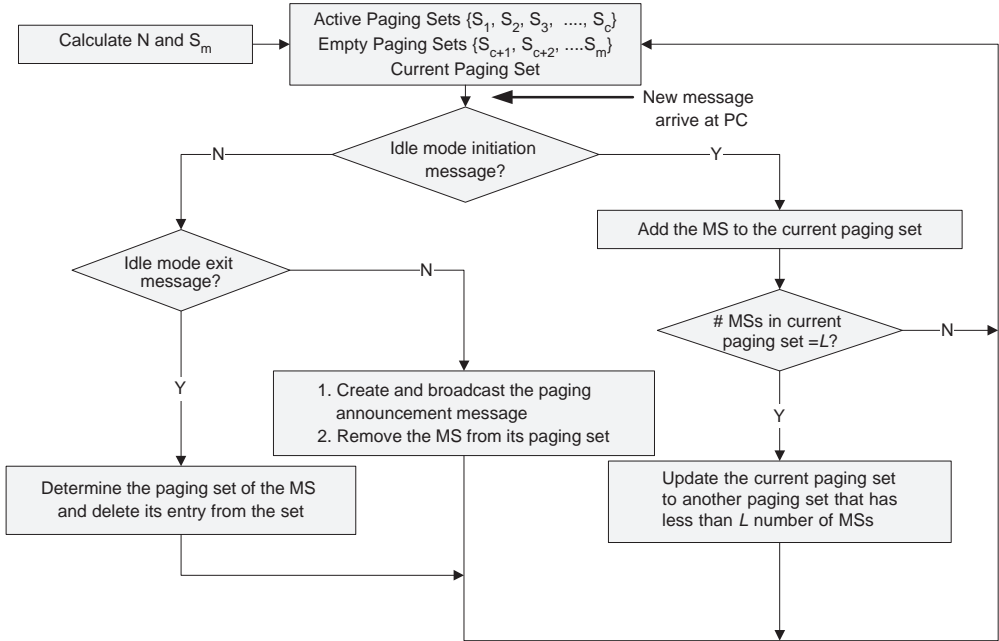 Calculate N and Sm
Active Paging Sets {S1, S2, S3, ...., Sc}
Empty Paging Sets {Sc+1, Sc+2, ....Sm}
Current Paging Set
New message
arrive at PC
Idle mode initiation
message?
N
Y
Add the MS to the current paging set
Idle mode exit
message?
N
# MSs in current
paging set =L?
N
Y
1. Create and broadcast the paging
announcement message
2. Remove the MS from its paging set
Y
Determine the paging set of the MS
and delete its entry from the set
Update the current paging set
to another paging set that has
less than L number of MSs